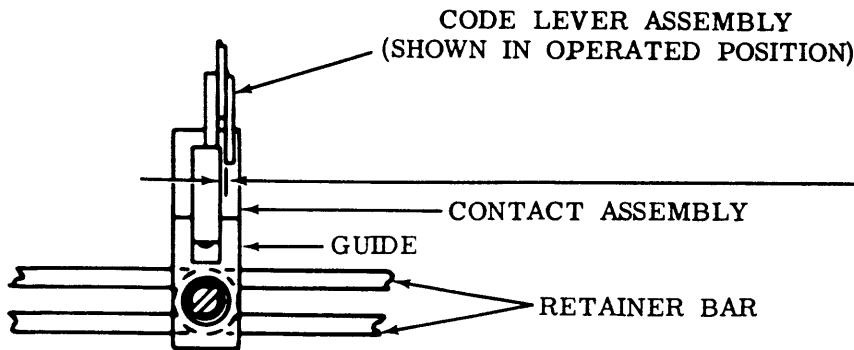 CODE LEVER ASSEMBLY
(SHOWN IN OPERATED POSITION)
CONTACT ASSEMBLY
GUIDE
RETAINER BAR